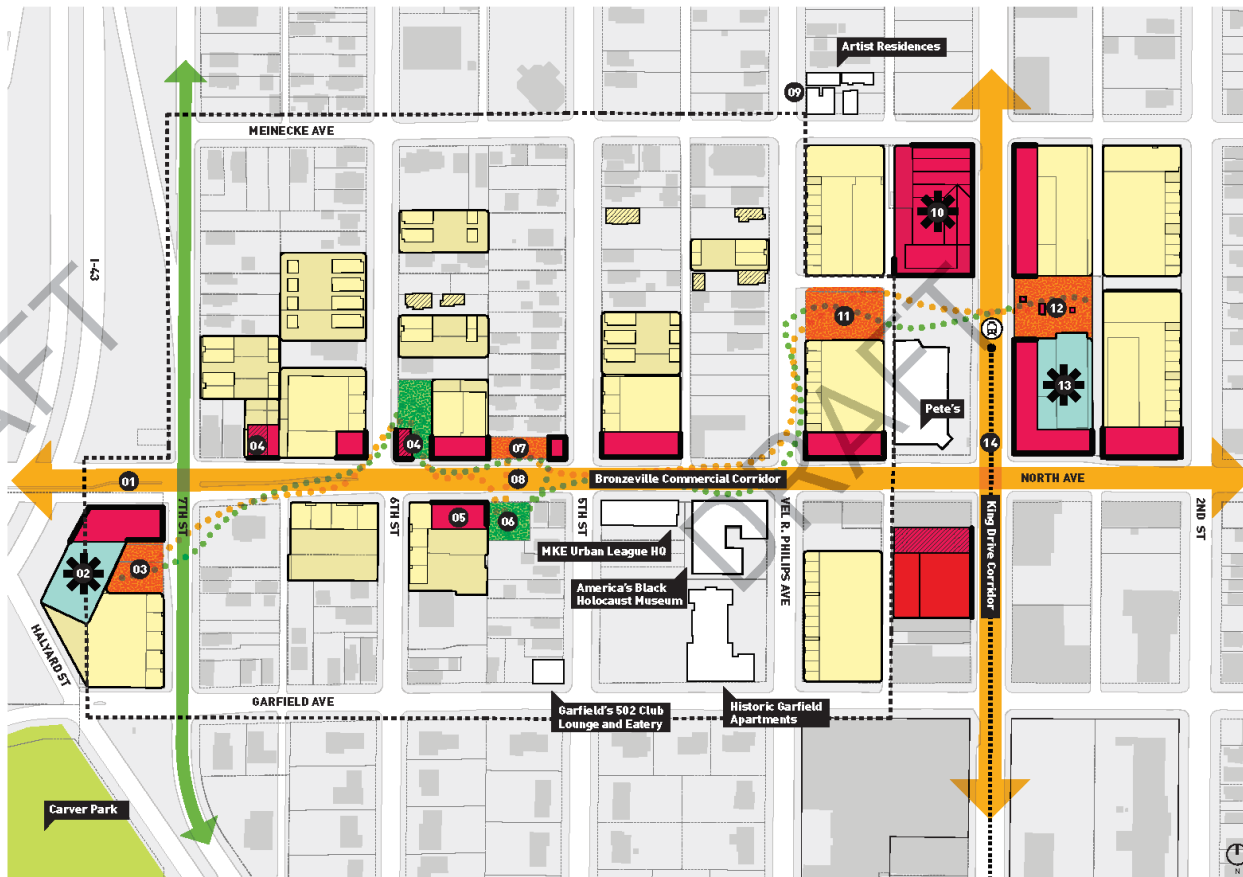 Artist Residences
09
MEINECKE AVE
I-43
10
11
12
13
Pete's
DRAFT
DRAFT
04
04
07
08
01
Bronzeville Commercial Corridor
14
NORTH AVE
7TH ST
6TH ST
5TH ST
VEL R. PHILIPS AVE
King Drive Corridor
2ND ST
05
06
MKE Urban League HQ
02
03
America's Black
Holocaust Museum
HALYARD ST
GARFIELD AVE
Garfield's 502 Club
Lounge and Eatery
Historic Garfield
Apartments
Carver Park
N